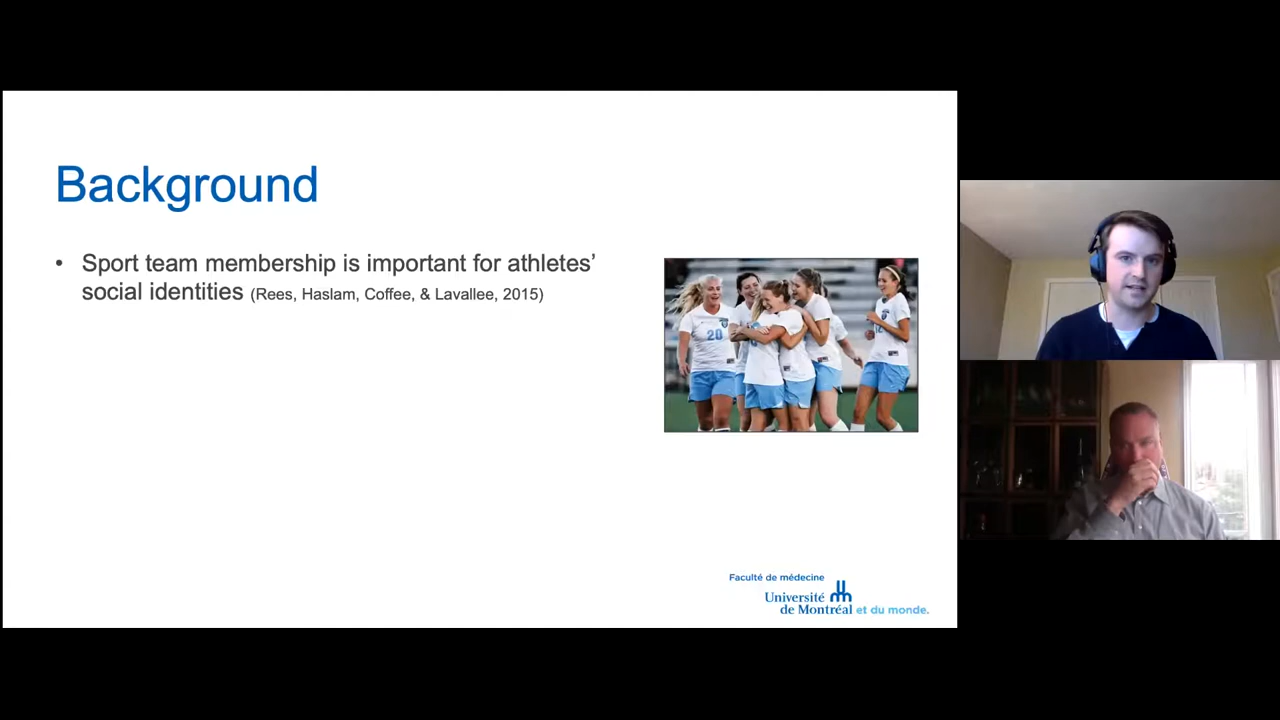 Background
• Sport team membership is important for athletes’
social identities (Rees, Haslam, Coffee, & Lavallee, 2015)
20
Faculté de médecine
Université
de Montréal et du monde.